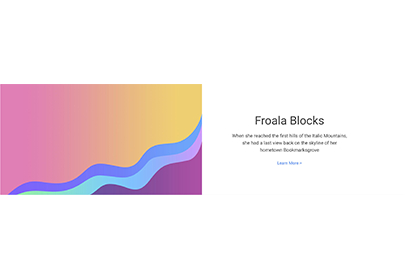 Froala Blocks
When she reached the first hills of the Italic Mountains,
she had a last view back on the skyline of her
hometown Bookmarksgrove
Learn More >